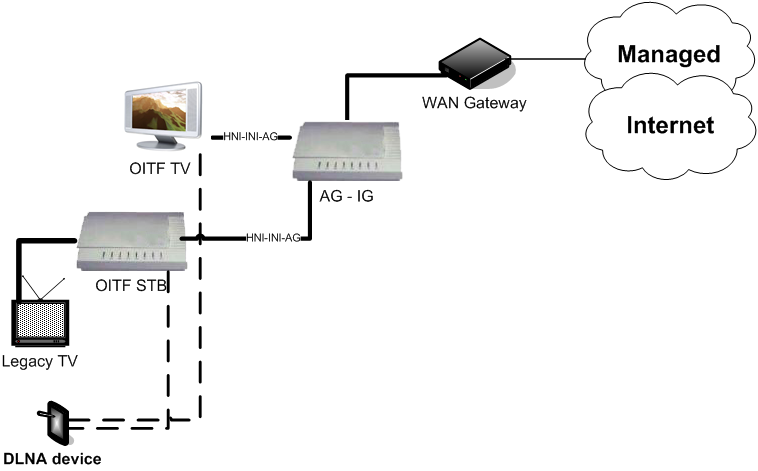 Managed
Internet
WAN Gateway
OITF TV
HNI-INI-AG
AG - IG
HNI-INI-AG
OITF STB
Legacy TV
DLNA device